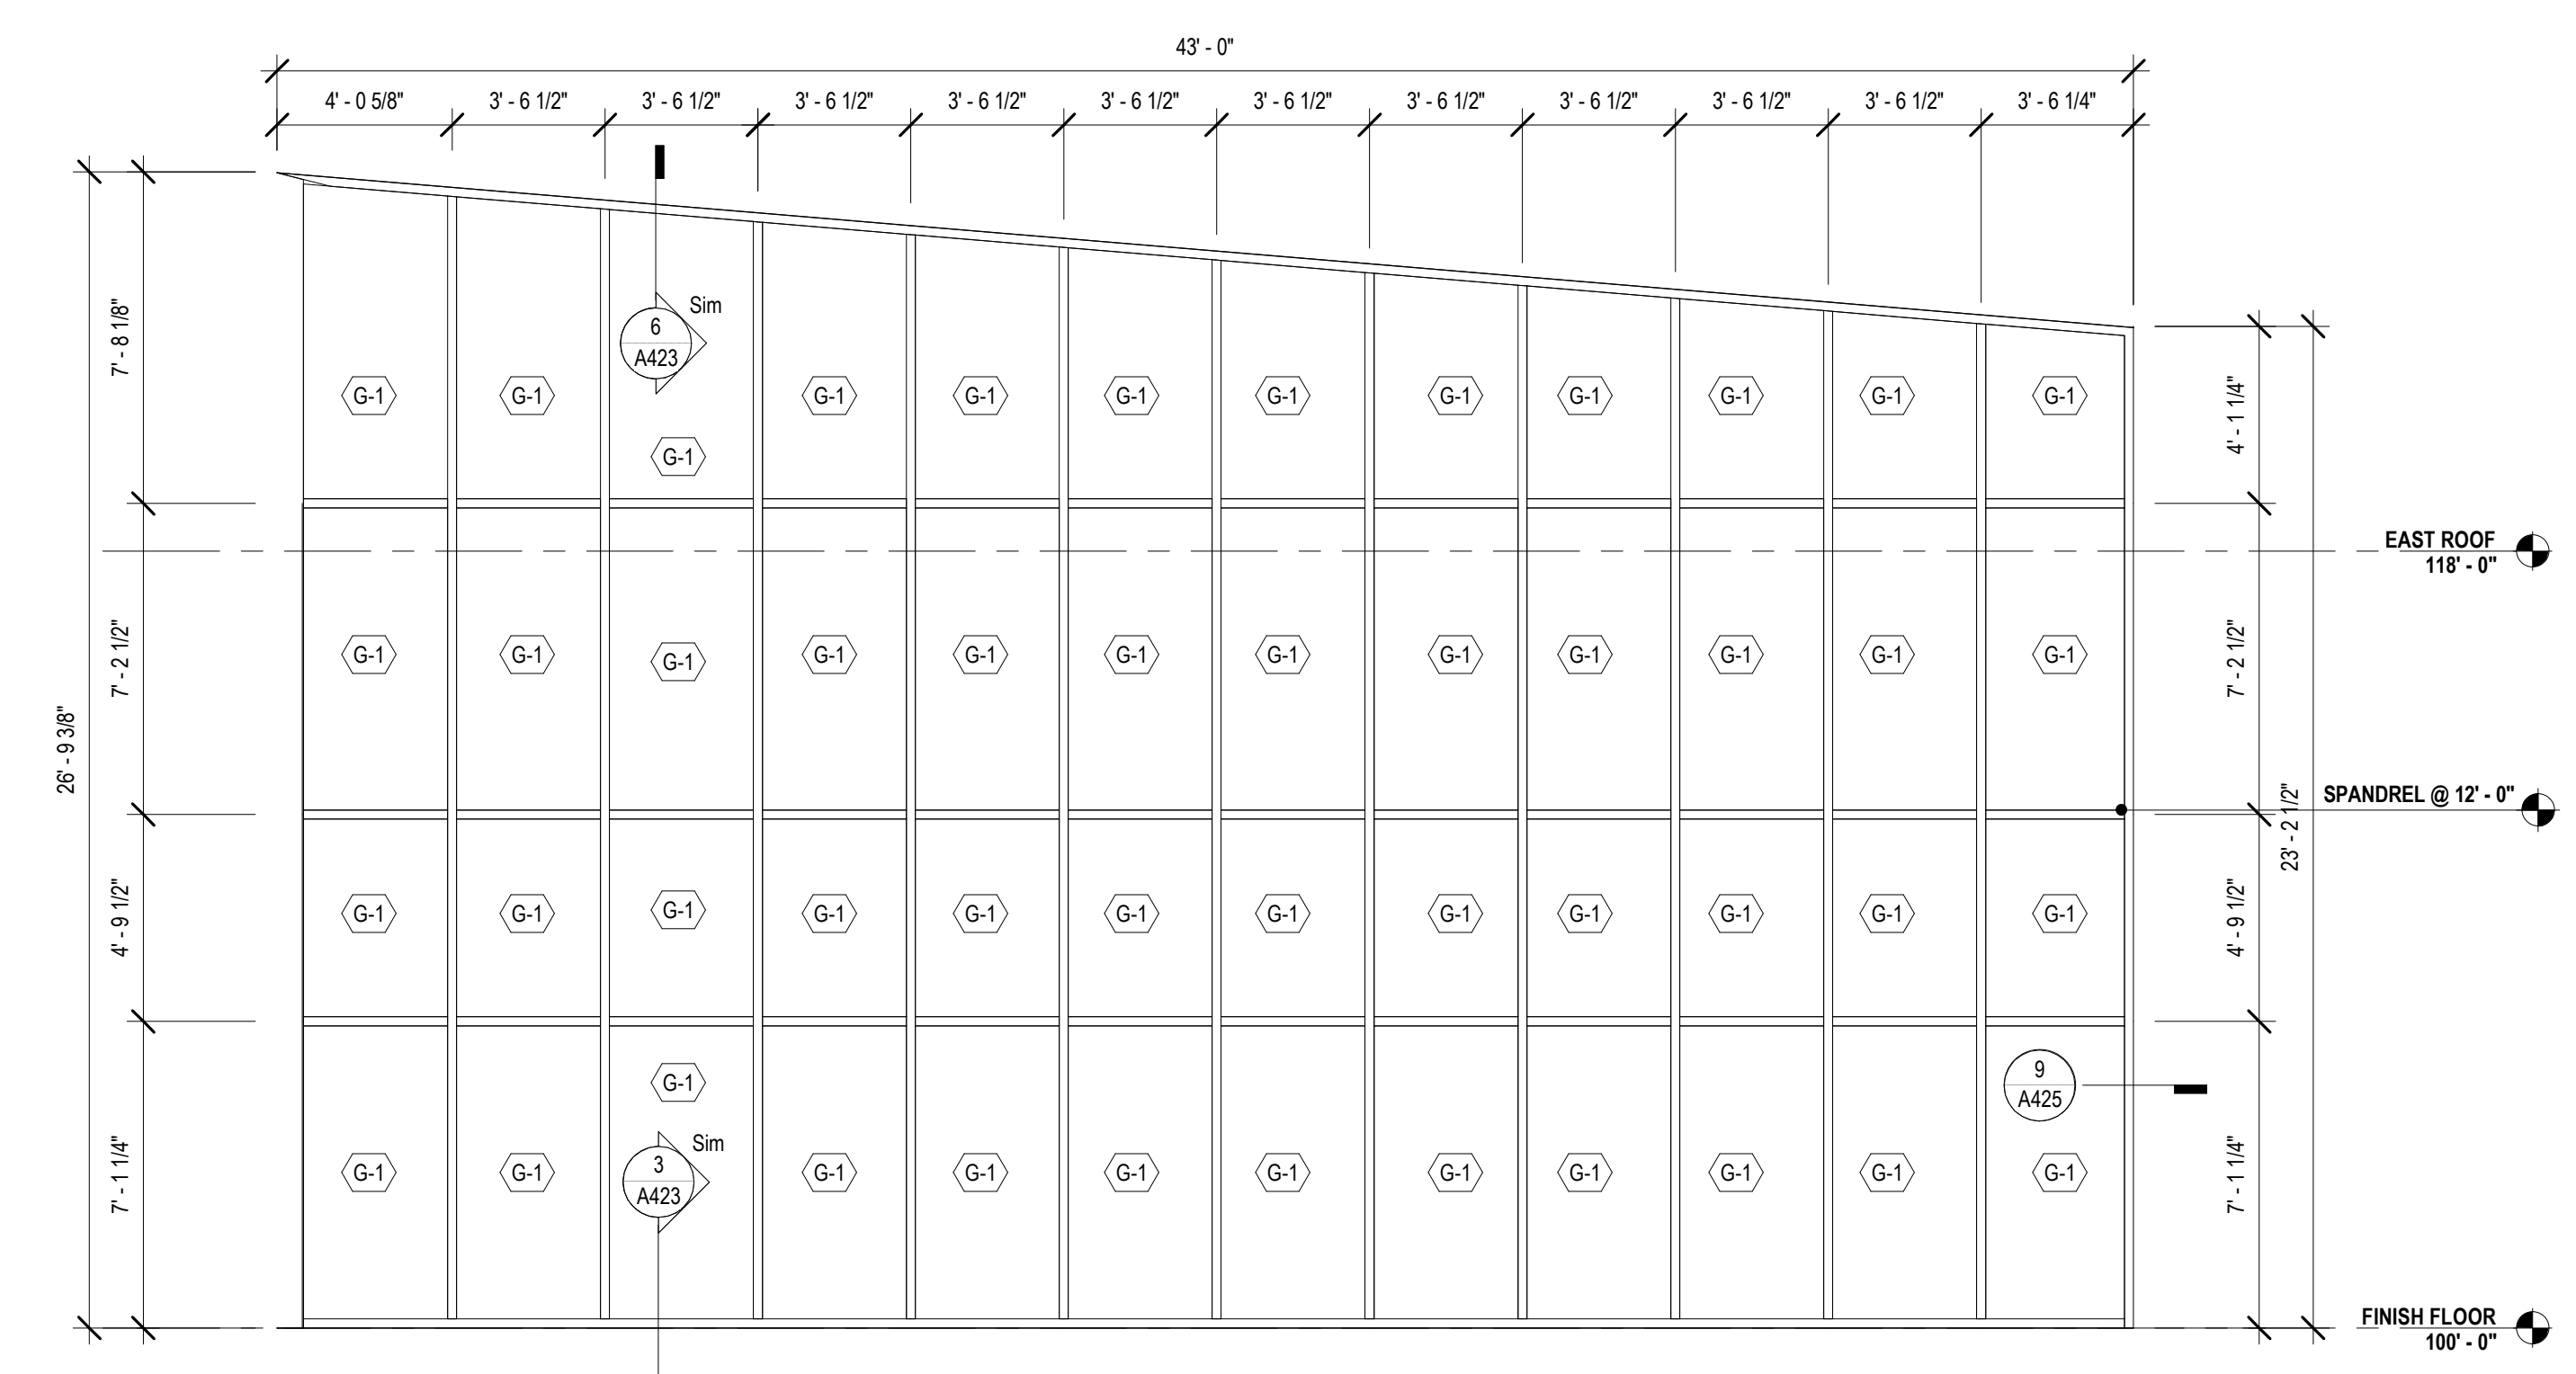 43' - 0"
4' - 0 5/8" 3' - 6 1/2" 3' - 6 1/2" 3' - 6 1/2" 3' - 6 1/2" 3' - 6 1/2" 3' - 6 1/2" 3' - 6 1/2" 3' - 6 1/2" 3' - 6 1/2" 3' - 6 1/2" 3' - 6 1/4"
Sim
6
A423
7' - 8 1/8"
G-1 G-1 G-1 G-1 G-1 G-1 G-1 G-1 G-1 G-1 G-1
4' - 1 1/4"
G-1
EAST ROOF
118' - 0"
7' - 2 1/2"
G-1 G-1 G-1 G-1 G-1 G-1 G-1 G-1 G-1 G-1 G-1 G-1
7' - 2 1/2"
26' - 9 3/8"
SPANDREL @ 12' - 0"
23' - 2 1/2"
4' - 9 1/2"
G-1 G-1 G-1 G-1 G-1 G-1 G-1 G-1 G-1 G-1 G-1 G-1
4' - 9 1/2"
G-1
9
A425
Sim
3
A423
7' - 1 1/4"
G-1 G-1 G-1 G-1 G-1 G-1 G-1 G-1 G-1 G-1 G-1
7' - 1 1/4"
FINISH FLOOR
100' - 0"